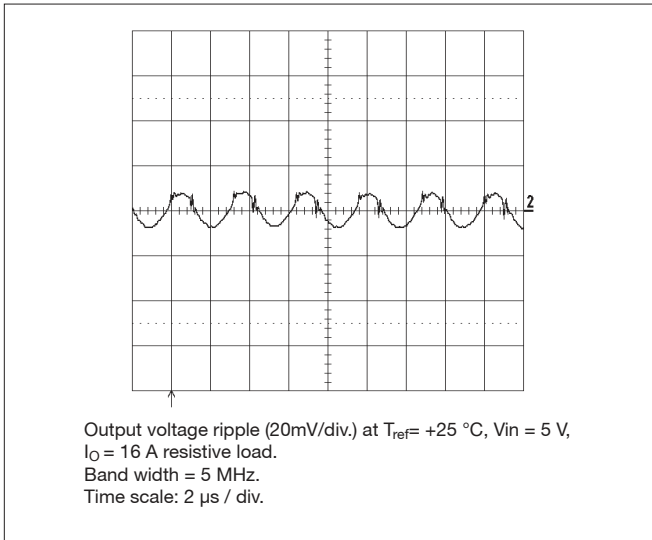 2
Output voltage ripple (20mV/div.) at Tref= +25 °C, Vin = 5 V,
IO = 16 A resistive load.
Band width = 5 MHz.
Time scale: 2 µs / div.